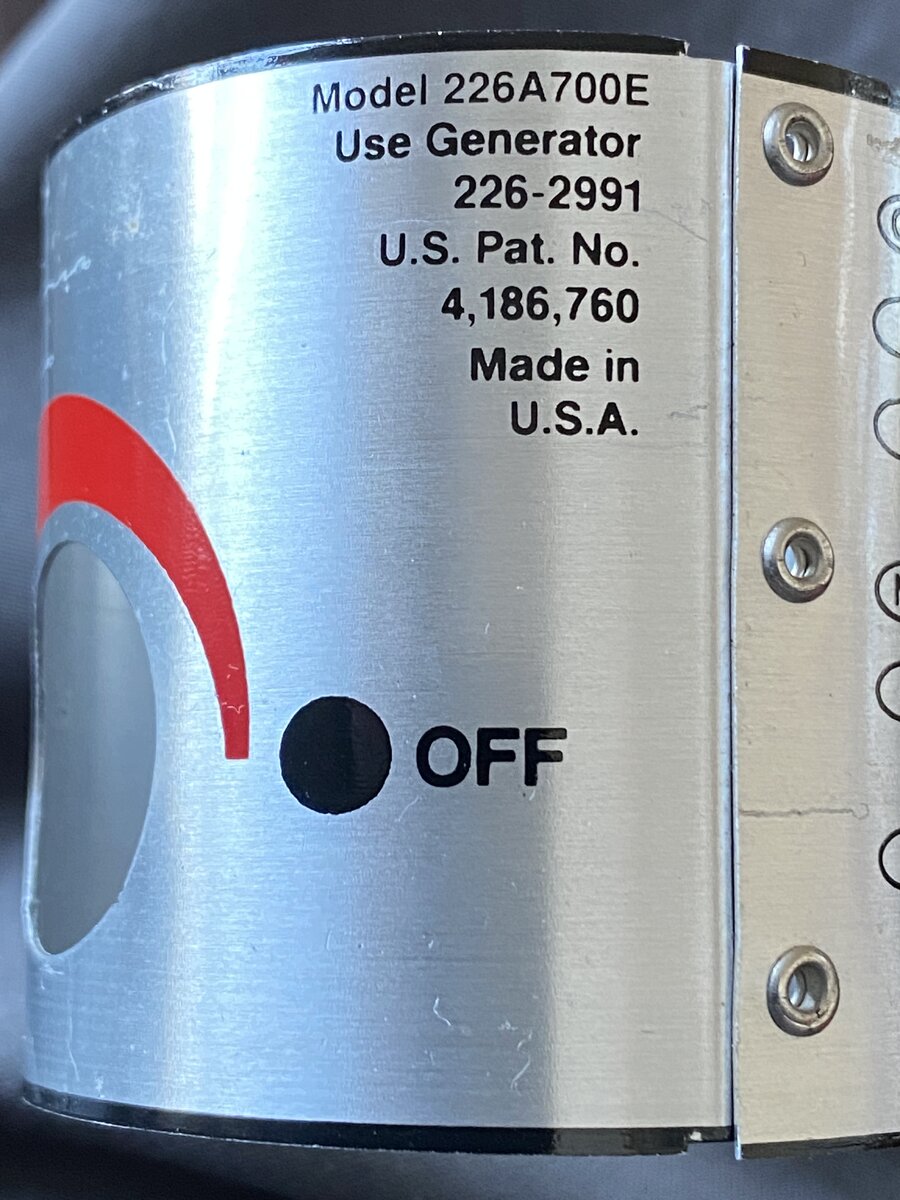 Model 226A700E
Use Generator
226-2991
U.S. Pat. No.
4,186,760
Made in
U.S.A.
OFF